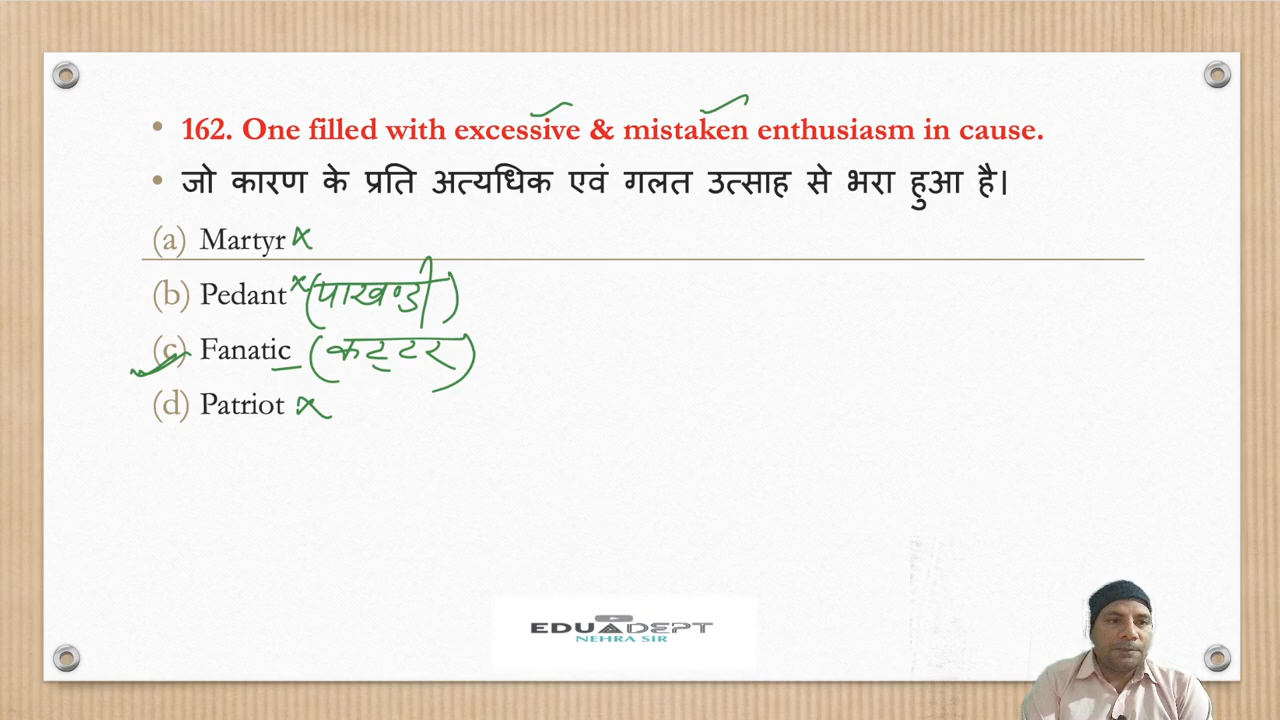 • 162. One filled with excessive & mistaken enthusiasm in cause.
• जो कारण के प्रति अत्यधिक एवं गलत उत्साह से भरा हुआ है।
(a) Martyr x
(b) Pedant x (पाखण्डी)
(c) Fanatic (कट्टर)
(d) Patriot x
EDUADEPT
NEHRA SIR